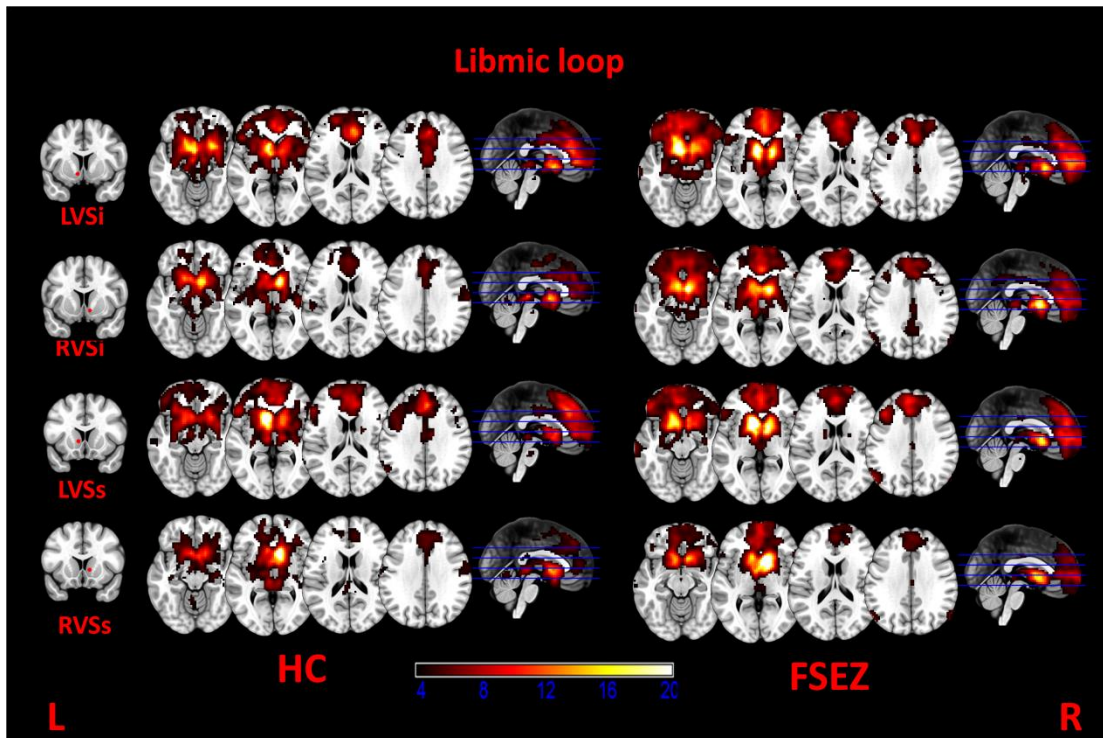 Libmic loop
LVSi
RVSi
LVSs
RVSs
HC
4 8 12 16 20
FSEZ
L
R